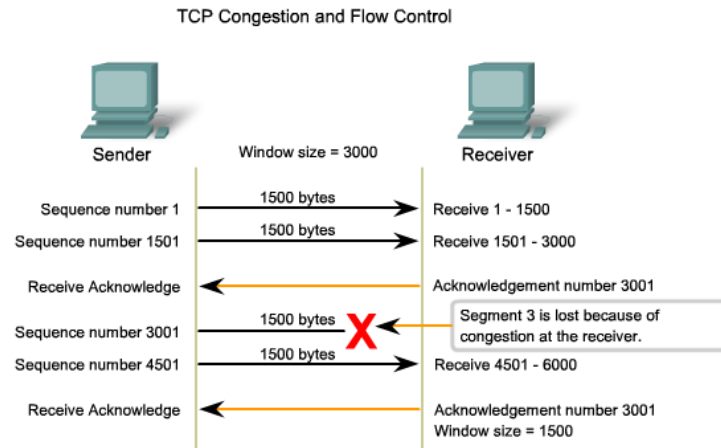 TCP Congestion and Flow Control
Sender
Window size = 3000
Receiver
Sequence number 1
1500 bytes
Receive 1 - 1500
Sequence number 1501
1500 bytes
Receive 1501 - 3000
Receive Acknowledge
Acknowledgement number 3001
Sequence number 3001
1500 bytes
X
Segment 3 is lost because of
congestion at the receiver.
Sequence number 4501
1500 bytes
Receive 4501 - 6000
Receive Acknowledge
Acknowledgement number 3001
Window size = 1500